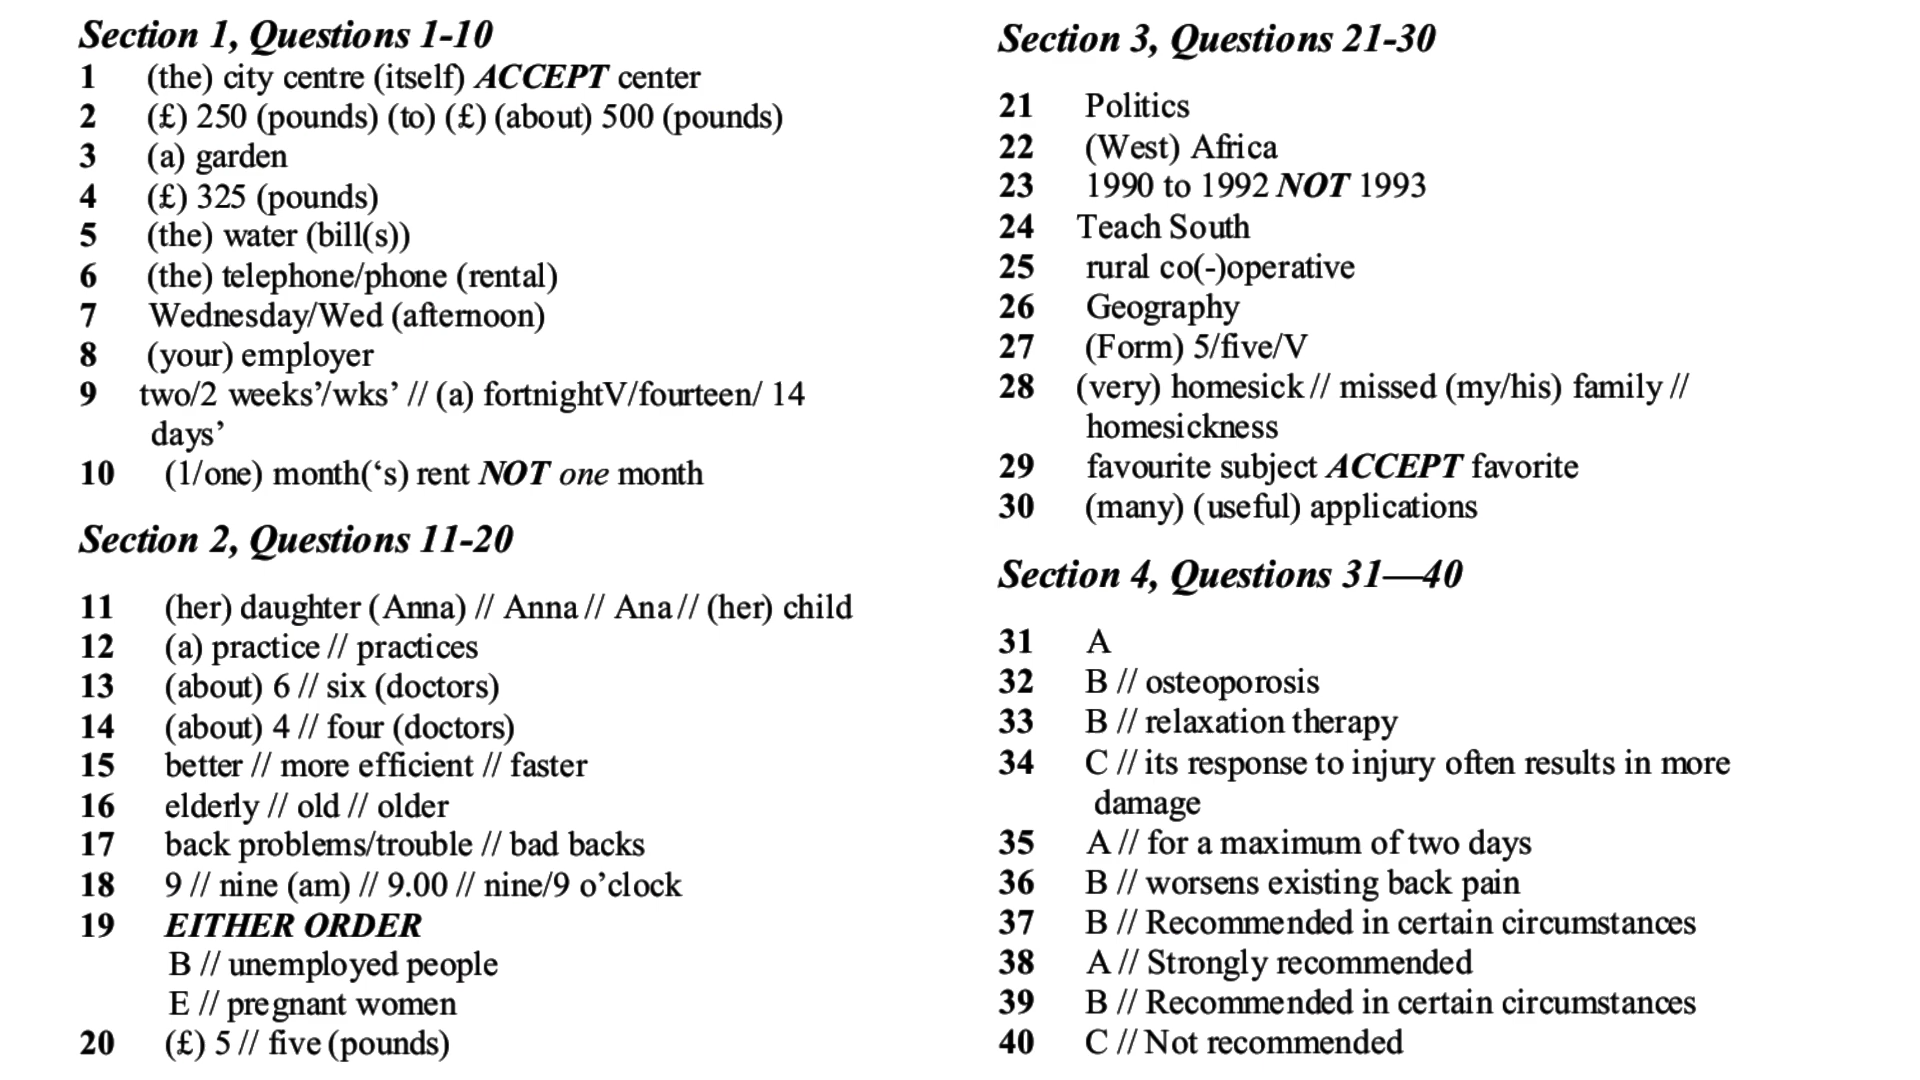 Section 1, Questions 1-10
1 (the) city centre (itself) ACCEPT center
2 (£) 250 (pounds) (to) (£) (about) 500 (pounds)
3 (a) garden
4 (£) 325 (pounds)
5 (the) water (bill(s))
6 (the) telephone/phone (rental)
7 Wednesday/Wed (afternoon)
8 (your) employer
9 two/2 weeks’/wks’ // (a) fortnightV/fourteen/ 14
days’
10 (1/one) month(‘s) rent NOT one month
Section 2, Questions 11-20
11 (her) daughter (Anna) // Anna // Ana // (her) child
12 (a) practice // practices
13 (about) 6 // six (doctors)
14 (about) 4 // four (doctors)
15 better // more efficient // faster
16 elderly // old // older
17 back problems/trouble // bad backs
18 9 // nine (am) // 9.00 // nine/9 o’clock
19 EITHER ORDER
B // unemployed people
E // pregnant women
20 (£) 5 // five (pounds)
Section 3, Questions 21-30
21 Politics
22 (West) Africa
23 1990 to 1992 NOT 1993
24 Teach South
25 rural co(-)operative
26 Geography
27 (Form) 5/five/V
28 (very) homesick // missed (my/his) family //
homesickness
29 favourite subject ACCEPT favorite
30 (many) (useful) applications
Section 4, Questions 31—40
31 A
32 B // osteoporosis
33 B // relaxation therapy
34 C // its response to injury often results in more
damage
35 A // for a maximum of two days
36 B // worsens existing back pain
37 B // Recommended in certain circumstances
38 A // Strongly recommended
39 B // Recommended in certain circumstances
40 C // Not recommended